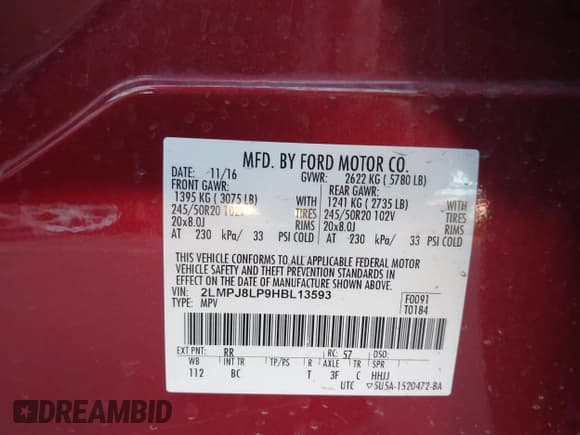 MFD. BY FORD MOTOR CO.
DATE: 11/16 GVWR: 2622 KG ( 5780 LB)
FRONT GAWR: REAR GAWR:
1395 KG ( 3075 LB) WITH 1241 KG ( 2735 LB) WITH
245/50R20 102V TIRES 245/50R20 102V TIRES
20x8.0J RIMS 20x8.0J RIMS
AT 230 kPa/ 33 PSI COLD AT 230 kPa/ 33 PSI COLD
THIS VEHICLE CONFORMS TO ALL APPLICABLE FEDERAL MOTOR
VEHICLE SAFETY AND THEFT PREVENTION STANDARDS IN
EFFECT ON THE DATE OF MANUFACTURE SHOWN ABOVE.
VIN: 2LMPJ8LP9HBL13593 F0091
TYPE: MPV T0184
EXT PNT: RR RC: 57 DSO:
WB INT TR TP/PS R AXLE TR SPR
112 BC T 3F C HHJJ
UTC ▽5U5A-1520472-BA
DREAMBID